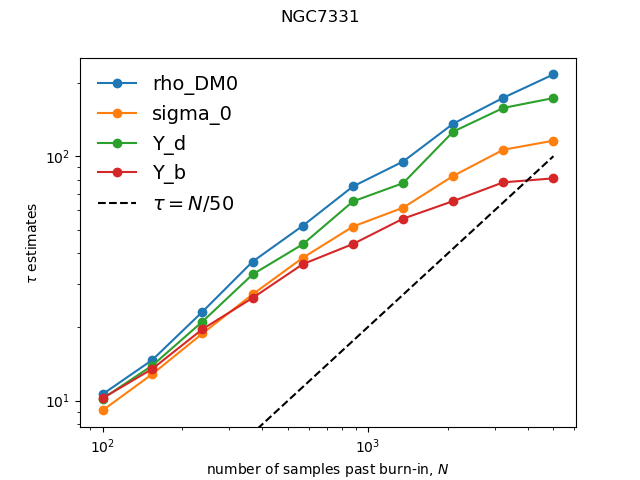 NGC7331
rho_DM0
sigma_0
Y_d
Y_b
τ = N/50
τ estimates
10²
10¹
10²
10³
number of samples past burn-in, N